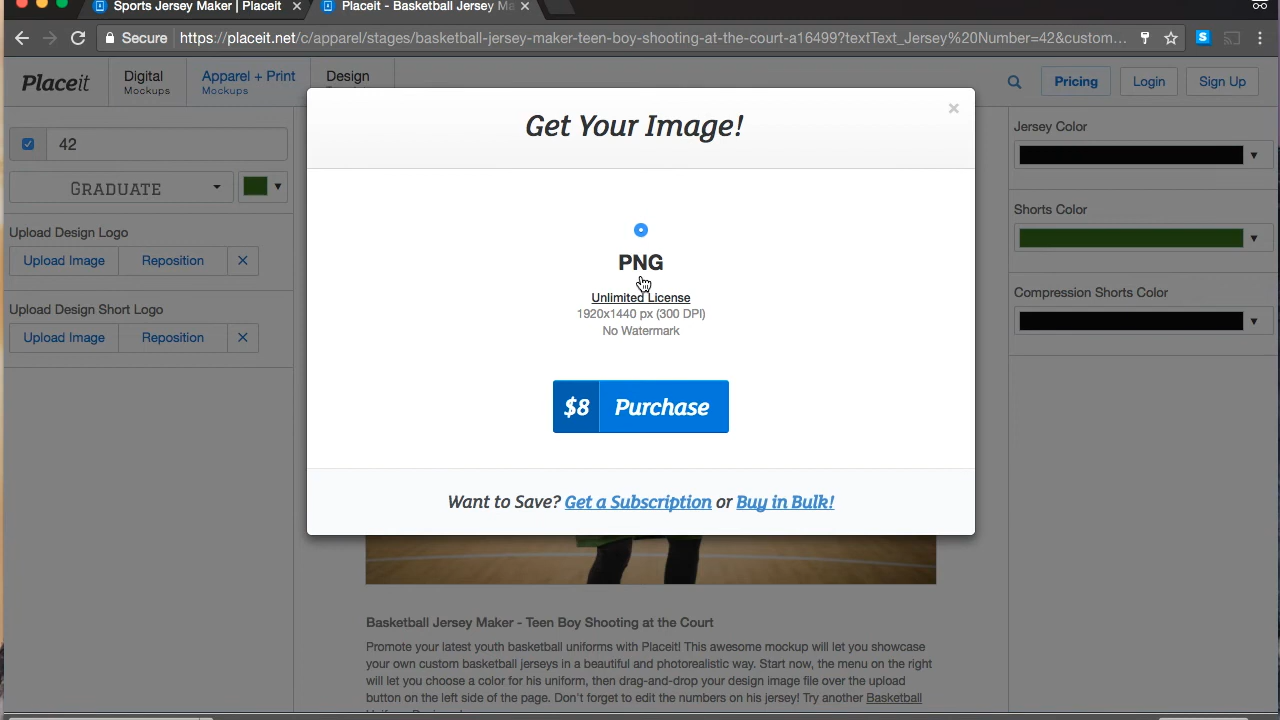 Sports Jersey Maker | Placeit
Placeit - Basketball Jersey Ma
Secure
https://placeit.net/c/apparel/stages/basketball-jersey-maker-teen-boy-shooting-at-the-court-a16499?textText_Jersey%20Number=42&custom...
Placeit
Digital
Mockups
Apparel + Print
Mockups
Design
Pricing
Login
Sign Up
Get Your Image!
42
GRADUATE
Upload Design Logo
Upload Image
Reposition
Upload Design Short Logo
Upload Image
Reposition
PNG
Unlimited License
1920x1440 px (300 DPI)
No Watermark
$8 Purchase
Want to Save? Get a Subscription or Buy in Bulk!
Jersey Color
Shorts Color
Compression Shorts Color
Basketball Jersey Maker - Teen Boy Shooting at the Court
Promote your latest youth basketball uniforms with Placeit! This awesome mockup will let you showcase
your own custom basketball jerseys in a beautiful and photorealistic way. Start now, the menu on the right
will let you choose a color for his uniform, then drag-and-drop your design image file over the upload
button on the left side of the page. Don't forget to edit the numbers on his jersey! Try another Basketball